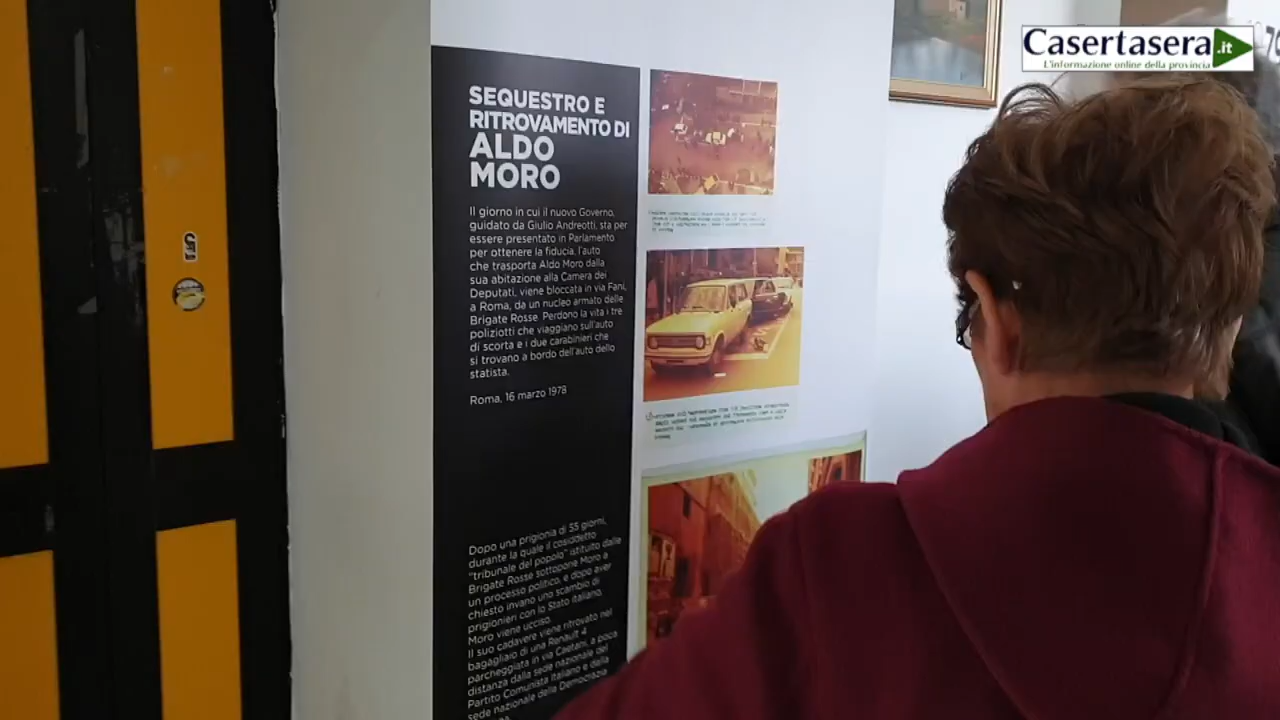 Casertasera.it
L'informazione online della provincia
SEQUESTRO E
RITROVAMENTO DI
ALDO
MORO
Il giorno in cui il nuovo Governo,
guidato da Giulio Andreotti, sta per
essere presentato in Parlamento
per ottenere la fiducia, l'auto
che trasporta Aldo Moro dalla
sua abitazione alla Camera dei
Deputati, viene bloccata in via Fani,
a Roma, da un nucleo armato delle
Brigate Rosse. Perdono la vita i tre
poliziotti che viaggiano sull'auto
di scorta e i due carabinieri che
si trovano a bordo dell'auto dello
statista.
Roma, 16 marzo 1978
Dopo una prigionia di 55 giorni,
durante la quale il cosiddetto
"tribunale del popolo" istituito dalle
Brigate Rosse sottopone Moro a
un processo politico, e dopo aver
chiesto invano uno scambio di
prigionieri con lo Stato italiano,
Moro viene ucciso.
Il suo cadavere viene ritrovato nel
bagagliaio di una Renault 4
parcheggiata in via Caetani, a poca
distanza dalla sede nazionale del
Partito Comunista Italiano e della
sede nazionale della Democrazia